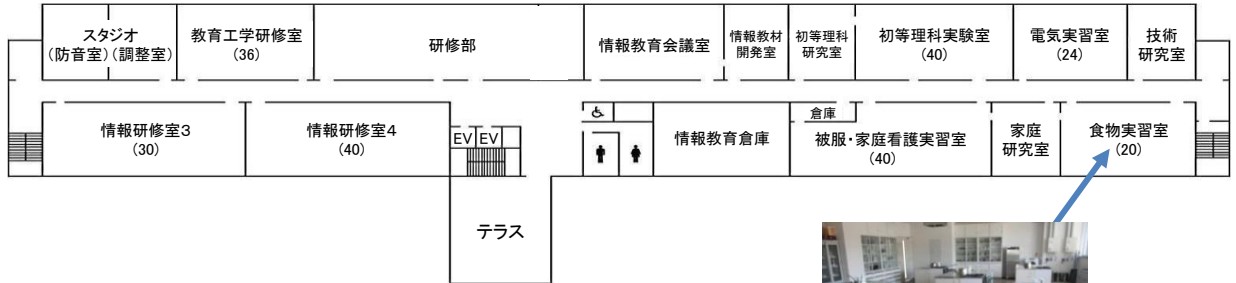 スタジオ
(防音室)(調整室)
教育工学研修室
(36)
研修部
情報教育会議室
情報教材
開発室
初等理科
研究室
初等理科実験室
(40)
電気実習室
(24)
技術
研究室
情報研修室3
(30)
情報研修室4
(40)
EV EV
情報教育倉庫
倉庫
被服・家庭看護実習室
(40)
家庭
研究室
食物実習室
(20)
テラス